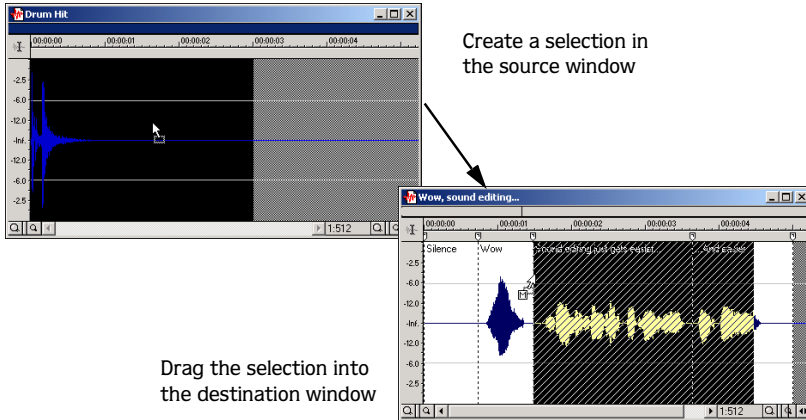 Drum Hit
,00:00:00 ,00:00:01 ,00:00:02 ,00:00:03 ,00:00:04
-2.5
-6.0
-12.0
-Inf.
-12.0
-6.0
-2.5
1:512
Create a selection in
the source window
Wow, sound editing...
,00:00:00 ,00:00:01 ,00:00:02 ,00:00:03 ,00:00:04
Silence Wow Sound editing just gets easier... And easier
-2.5
-6.0
-12.0
-Inf.
-12.0
-6.0
-2.5
M
1:512
Drag the selection into
the destination window